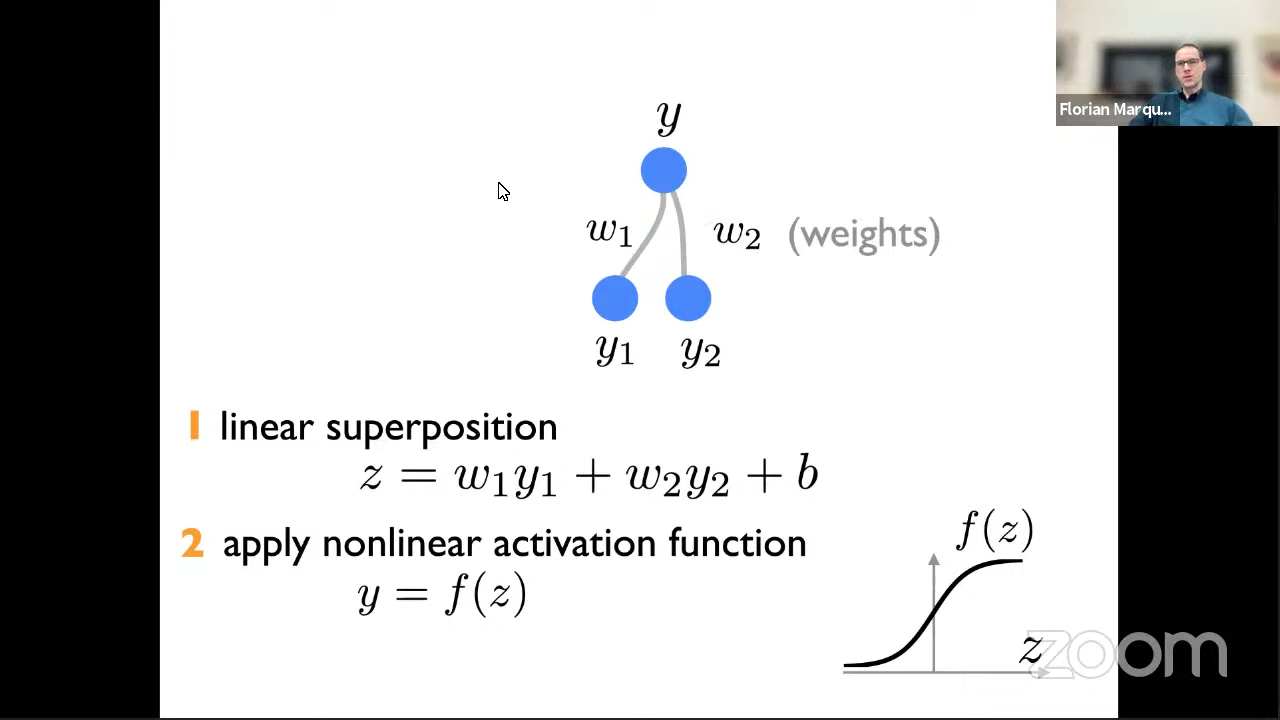 Florian Marqu...
y
w₁ w₂ (weights)
y₁ y₂
1 linear superposition
z = w₁y₁ + w₂y₂ + b
2 apply nonlinear activation function
y = f(z)
f(z)
z
zoom